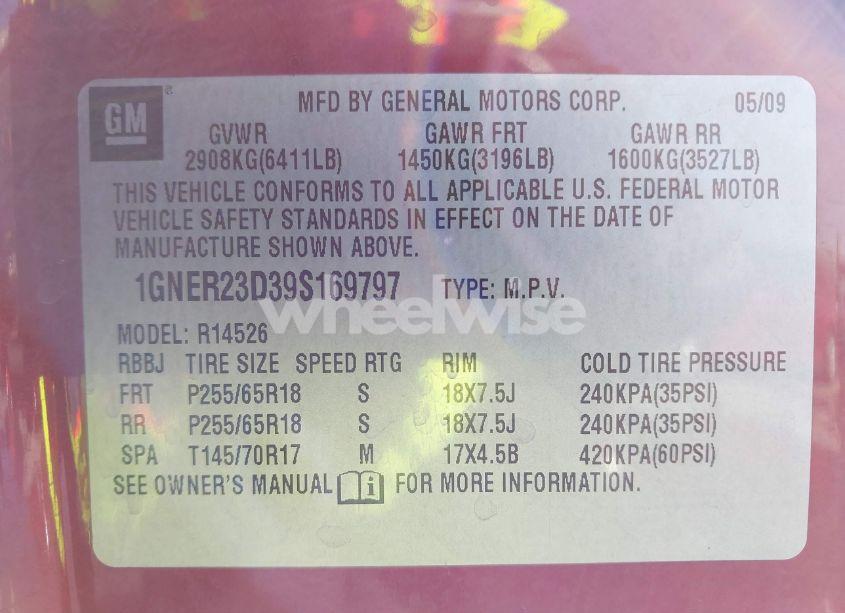 GM® MFD BY GENERAL MOTORS CORP. 05/09
GVWR GAWR FRT GAWR RR
2908KG(6411LB) 1450KG(3196LB) 1600KG(3527LB)
THIS VEHICLE CONFORMS TO ALL APPLICABLE U.S. FEDERAL MOTOR
VEHICLE SAFETY STANDARDS IN EFFECT ON THE DATE OF
MANUFACTURE SHOWN ABOVE.
1GNER23D39S169797 TYPE: M.P.V.
wheelwise
MODEL: R14526
RBBJ TIRE SIZE SPEED RTG RIM COLD TIRE PRESSURE
FRT P255/65R18 S 18X7.5J 240KPA(35PSI)
RR P255/65R18 S 18X7.5J 240KPA(35PSI)
SPA T145/70R17 M 17X4.5B 420KPA(60PSI)
SEE OWNER'S MANUAL i FOR MORE INFORMATION.